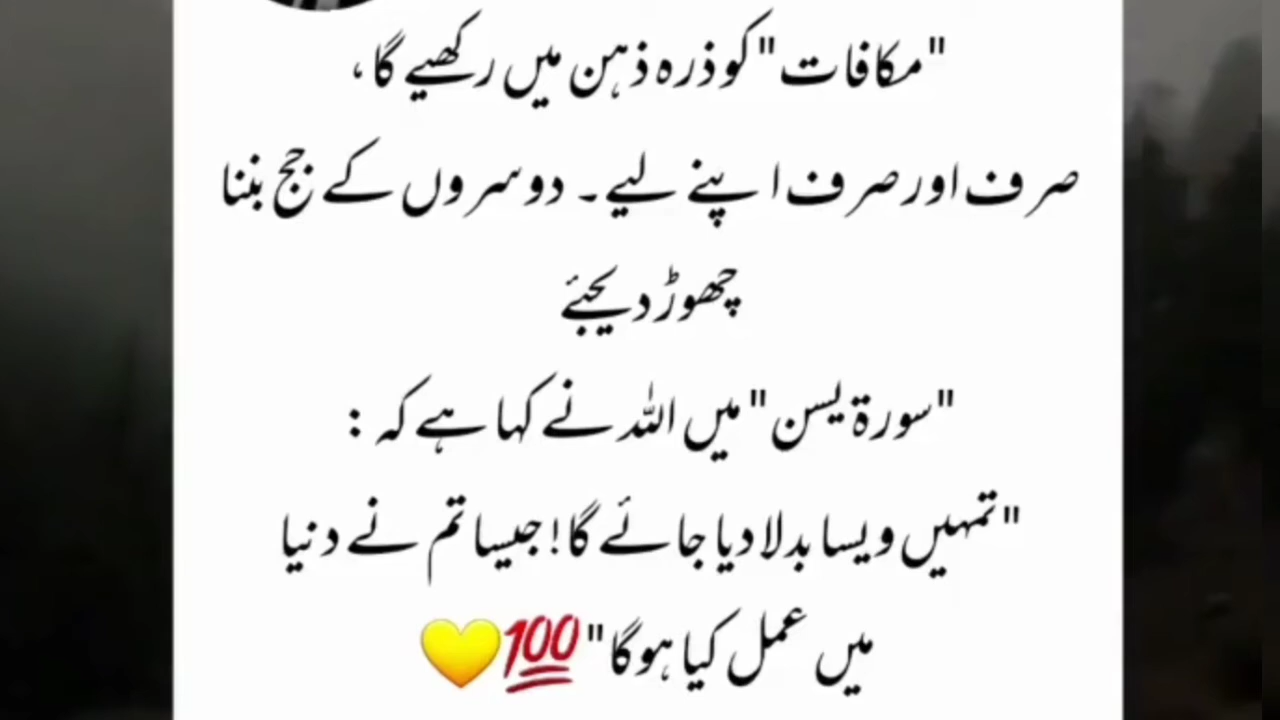 "مکافات" کو ذرہ ذہن میں رکھیے گا،
صرف اور صرف اپنے لیے۔ دوسروں کے جج بننا
چھوڑ دیجئے
"سورۃ یسن" میں اللہ نے کہا ہے کہ :
"تمہیں ویسا بدلا دیا جائے گا! جیسا تم نے دنیا
میں عمل کیا ہوگا"💯💛